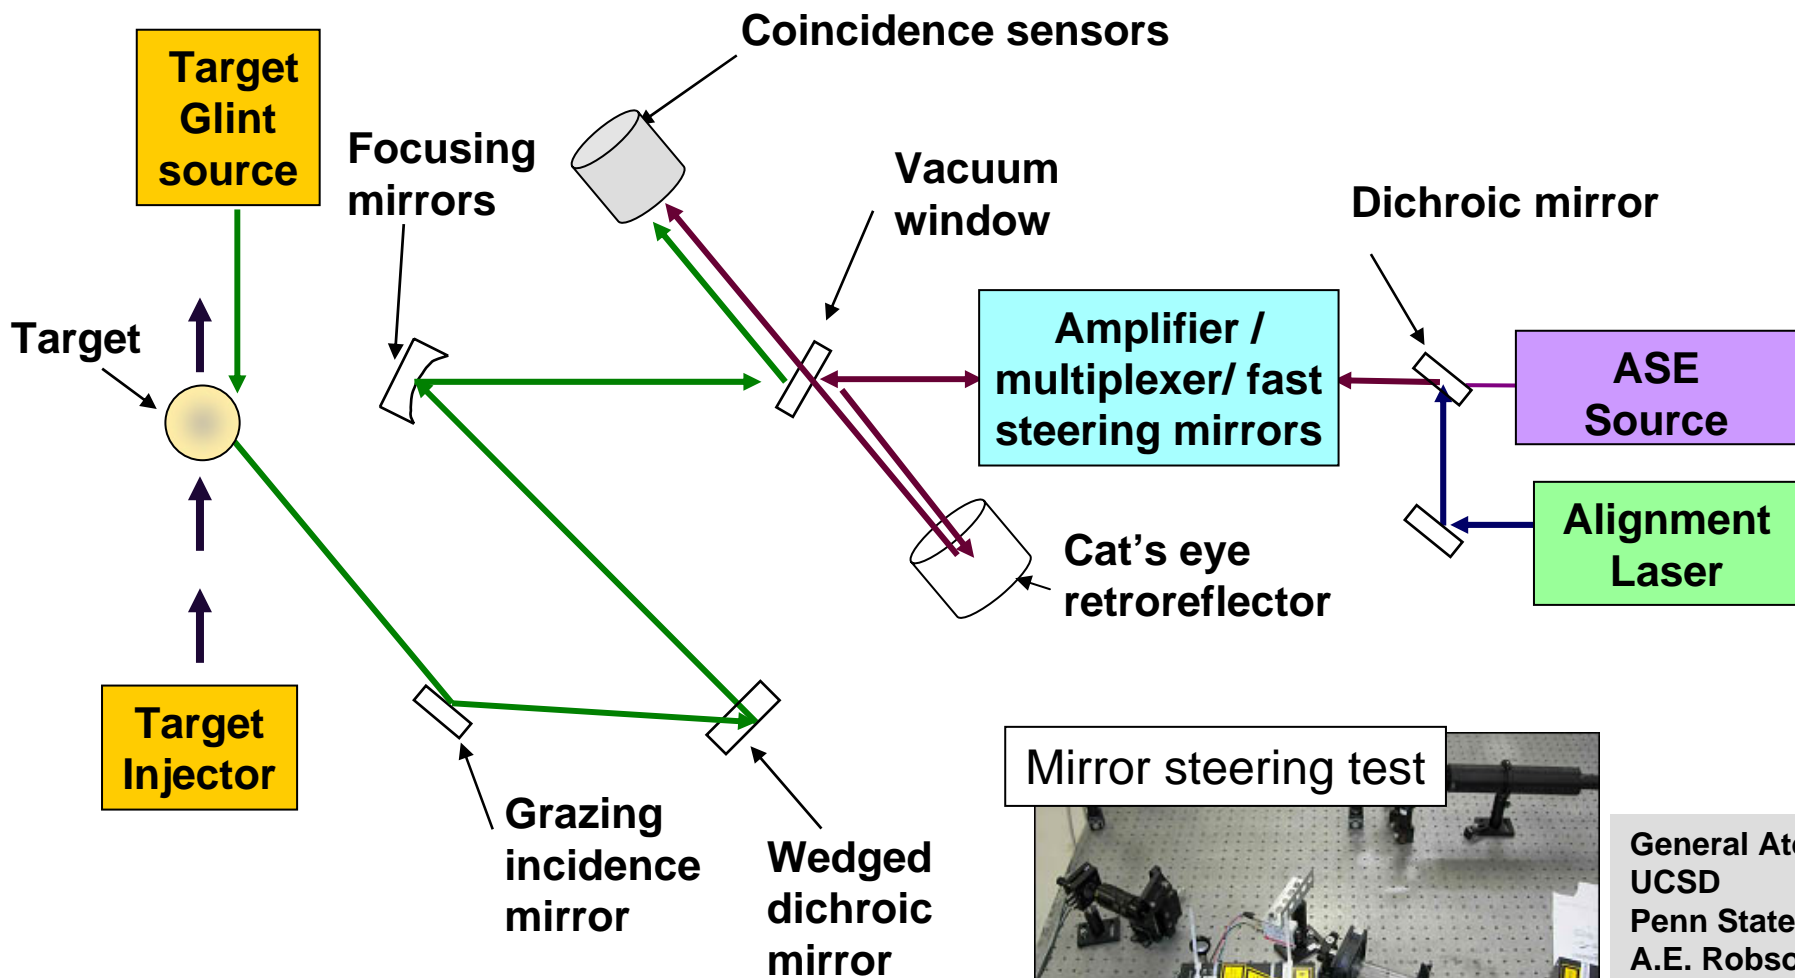 Coincidence sensors
Target
Glint
source
Focusing
mirrors
Vacuum
window
Dichroic mirror
Target
Amplifier /
multiplexer/ fast
steering mirrors
ASE
Source
Alignment
Laser
Cat’s eye
retroreflector
Target
Injector
Grazing
incidence
mirror
Wedged
dichroic
mirror
Mirror steering test
General
UCSD
Penn State
A.E.